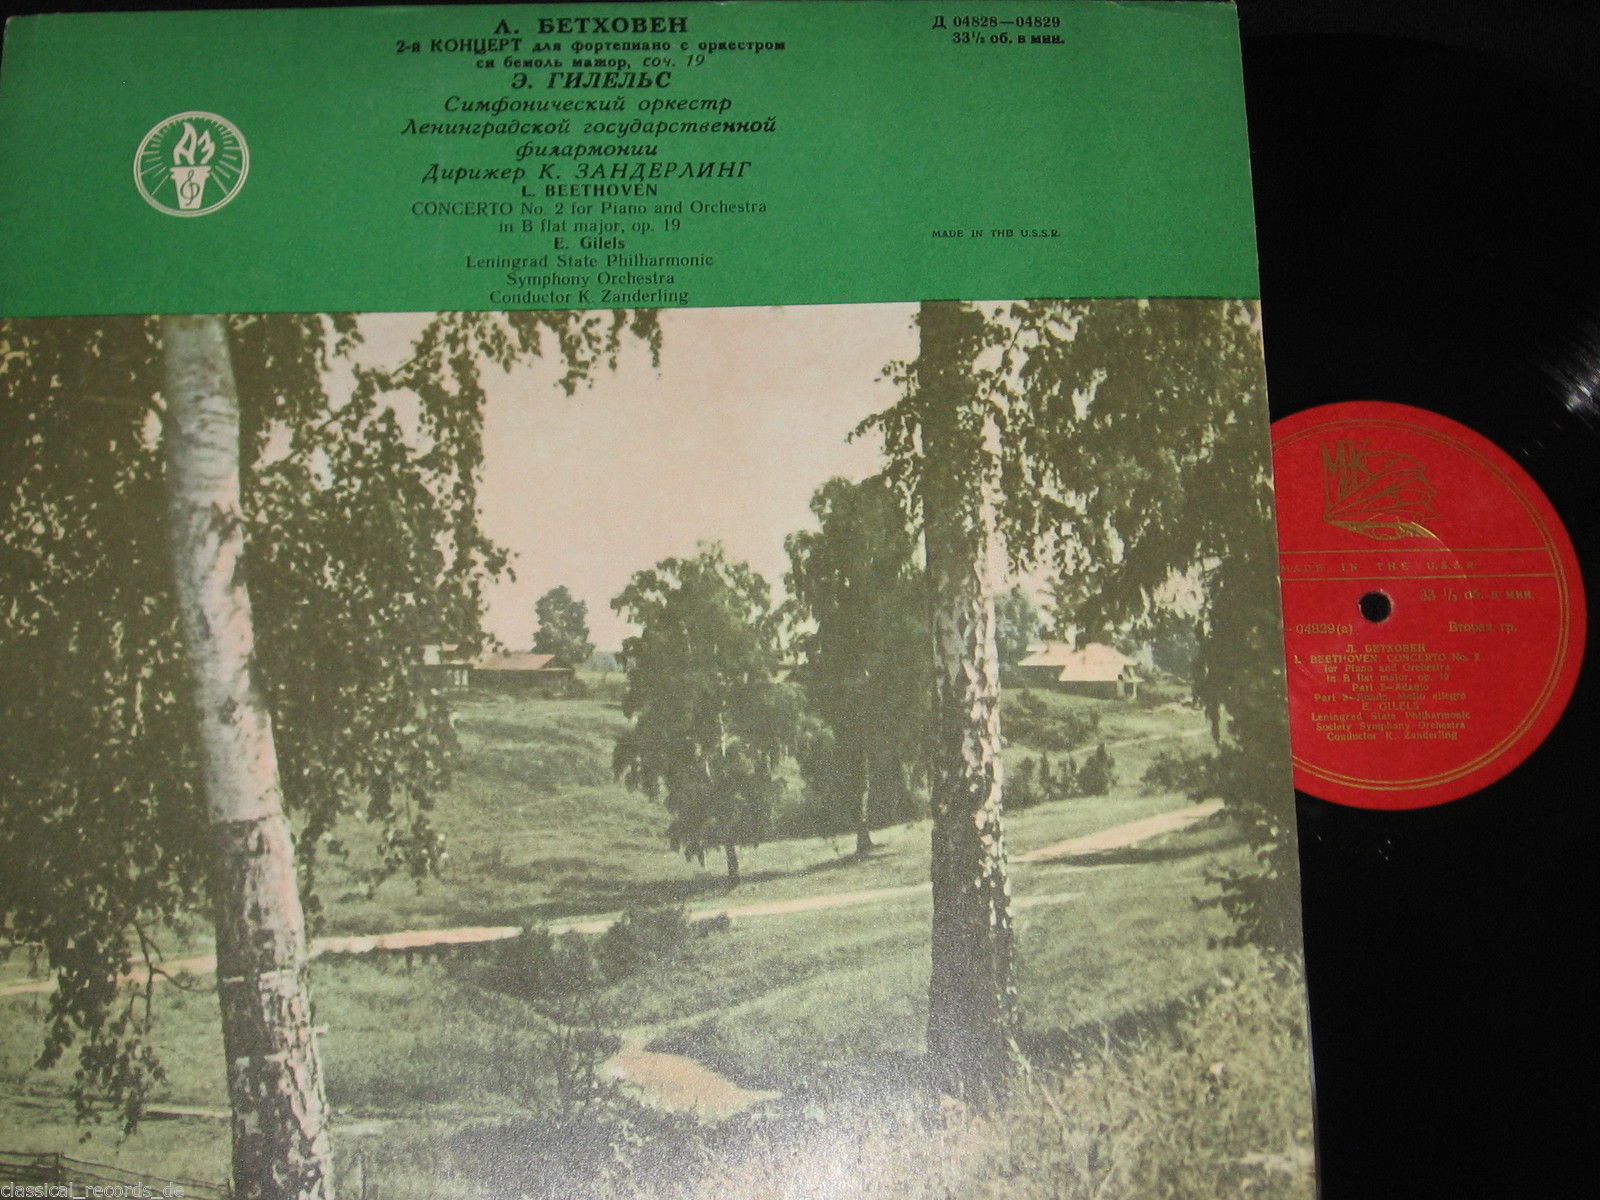 Л. БЕТХОВЕН
2-й КОНЦЕРТ для фортепиано с оркестром
си бемоль мажор, соч. 19
Э. ГИЛЕЛЬС
Симфонический оркестр
Ленинградской государственной
филармонии
Дирижер К. ЗАНДЕРЛИНГ
L. BEETHOVEN
CONCERTO No. 2 for Piano and Orchestra
in B flat major, op. 19
E. Gilels
Leningrad State Philharmonic
Symphony Orchestra
Conductor K. Zanderling
Д 04828—04829
33⅓ об. в мин.
MADE IN THE U.S.S.R.
ДЗ
МК
MADE IN THE U.S.S.R.
33 ⅓ об. в мин.
04829(а) Вторая гр.
Л. БЕТХОВЕН
L. BEETHOVEN. CONCERTO No. 2
for Piano and Orchestra
in B flat major, op. 19
Part 2—Adagio
Part 3—Rondo. Molto allegro
E. GILELS
Leningrad State Philharmonic
Society Symphony Orchestra
Conductor K. Zanderling
classical_records_de